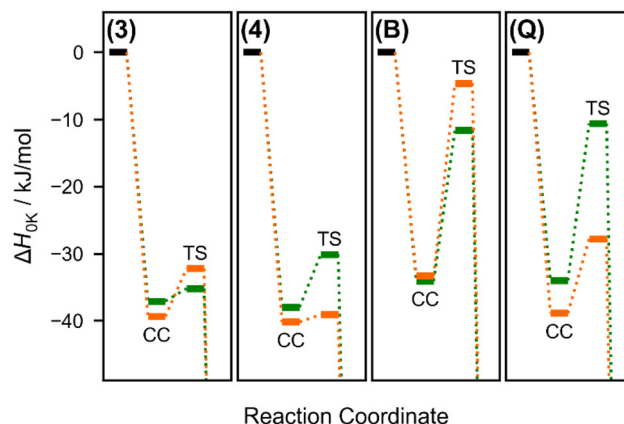 (3) (4) (B) (Q)
0
−10
−20
−30
−40
ΔH0K / kJ/mol
TS
CC
TS
CC
TS
CC
TS
CC
Reaction Coordinate